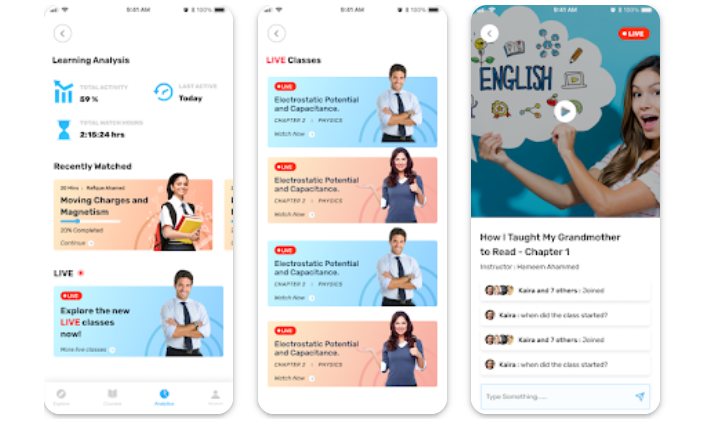 9:41 AM
100%
Learning Analysis
TOTAL ACTIVITY
59 %
LAST ACTIVE
Today
TOTAL WATCH HOURS
2:15:24 hrs
Recently Watched
20 Mins : Rafique Khamed
Moving Charges and
Magnetism
23% Completed
Continue
LIVE
LIVE
Explore the new
LIVE classes
now!
More live classes
Explore
Courses
Analytics
9:41 AM
100%
LIVE Classes
LIVE
Electrostatic Potential
and Capacitance.
CHAPTER 2 : PHYSICS
Watch Now
LIVE
Electrostatic Potential
and Capacitance.
CHAPTER 2 : PHYSICS
Watch Now
LIVE
Electrostatic Potential
and Capacitance.
CHAPTER 2 : PHYSICS
Watch Now
LIVE
Electrostatic Potential
and Capacitance.
CHAPTER 2 : PHYSICS
Watch Now
9:41 AM
100%
LIVE
ENGLISH
How I Taught My Grandmother
to Read - Chapter 1
Instructor : Hameem Ahammed
Kaira and 7 others : Joined
Kaira : when did the class started?
Kaira and 7 others : Joined
Kaira : when did the class started?
Type Something.....